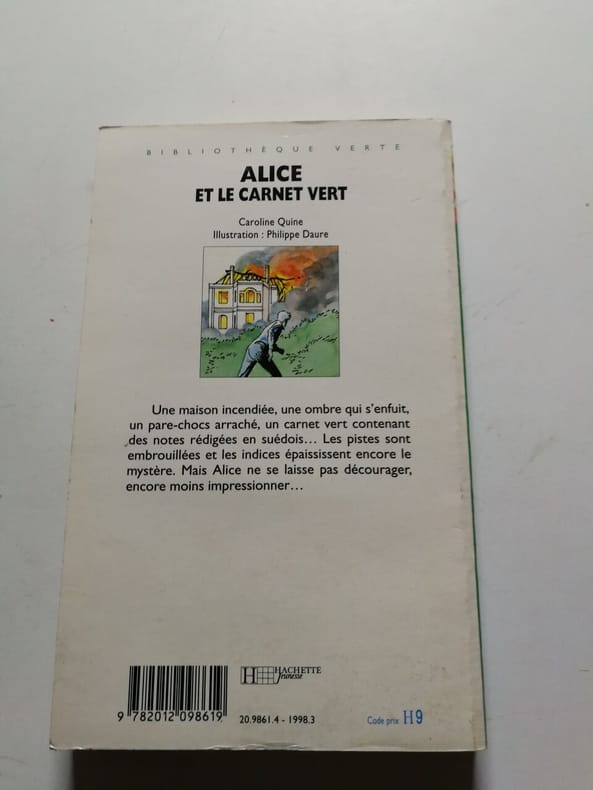 BIBLIOTHÈQUE VERTE
ALICE
ET LE CARNET VERT
Caroline Quine
Illustration : Philippe Daure
Une maison incendiée, une ombre qui s'enfuit,
un pare-chocs arraché, un carnet vert contenant
des notes rédigées en suédois... Les pistes sont
embrouillées et les indices épaississent encore le
mystère. Mais Alice ne se laisse pas décourager,
encore moins impressionner...
H HACHETTE
Jeunesse
9 782012 098619
20.9861.4 - 1998.3
Code prix H9